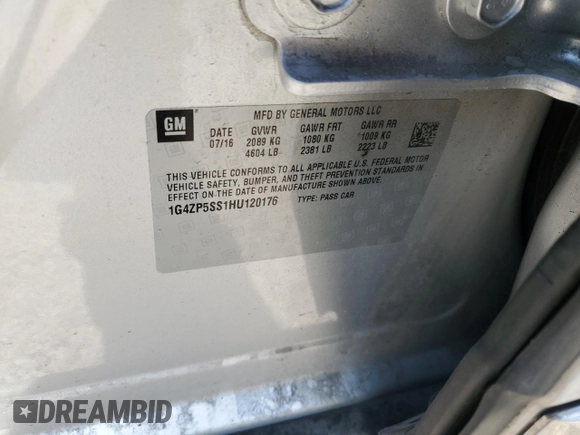 GM
MFD BY GENERAL MOTORS LLC
DATE GVWR GAWR FRT GAWR RR
07/16 2089 KG 1080 KG 1009 KG
4604 LB 2381 LB 2223 LB
THIS VEHICLE CONFORMS TO ALL APPLICABLE U.S. FEDERAL MOTOR
VEHICLE SAFETY, BUMPER, AND THEFT PREVENTION STANDARDS IN
EFFECT ON THE DATE OF MANUFACTURE SHOWN ABOVE.
1G4ZP5SS1HU120176 TYPE: PASS CAR
DREAMBID